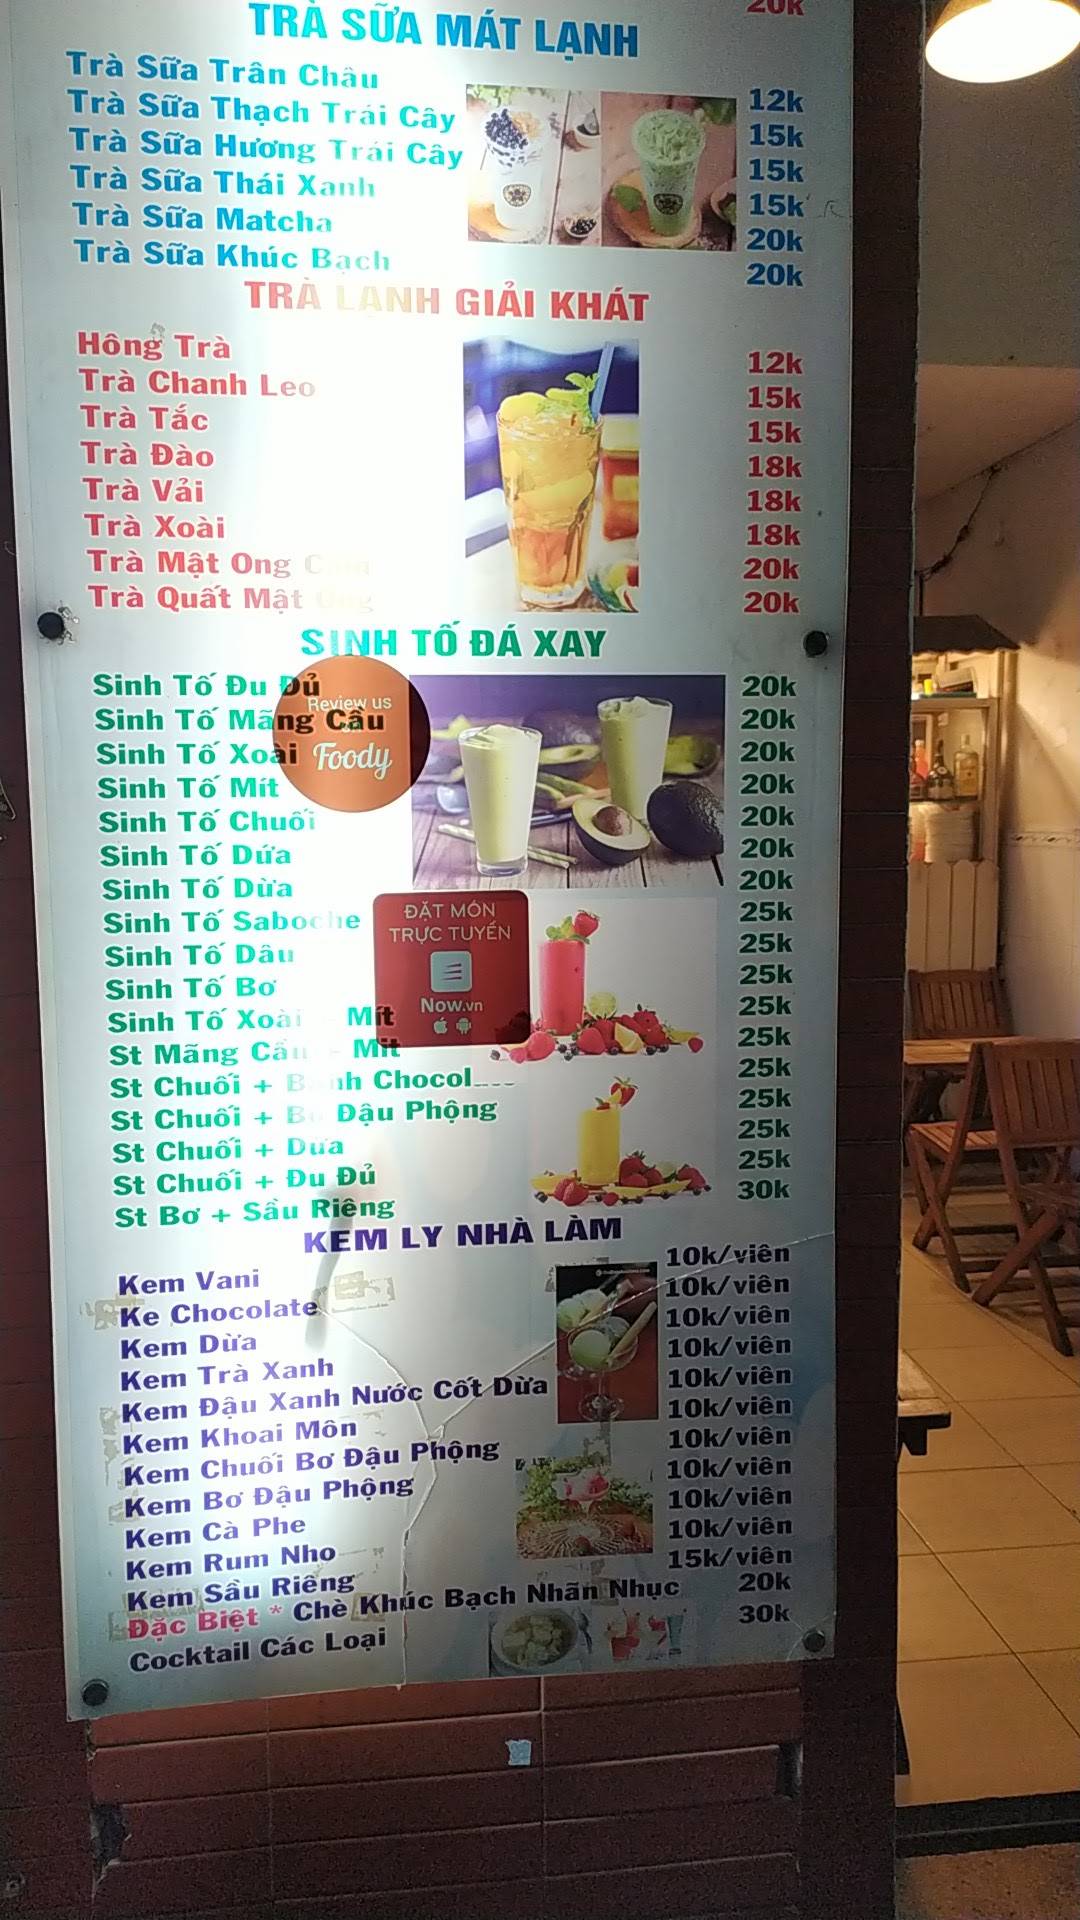 20k
TRÀ SỮA MÁT LẠNH
Trà Sữa Trân Châu 12k
Trà Sữa Thạch Trái Cây 15k
Trà Sữa Hương Trái Cây 15k
Trà Sữa Thái Xanh 15k
Trà Sữa Matcha 20k
Trà Sữa Khúc Bạch 20k
TRÀ LẠNH GIẢI KHÁT
Hông Trà 12k
Trà Chanh Leo 15k
Trà Tắc 15k
Trà Đào 18k
Trà Vải 18k
Trà Xoài 18k
Trà Mật Ong 20k
Trà Quất Mật Ong 20k
SINH TỐ ĐÁ XAY
Sinh Tố Đu Đủ 20k
Sinh Tố Mãng Cầu 20k
Sinh Tố Xoài 20k
Sinh Tố Mít 20k
Sinh Tố Chuối 20k
Sinh Tố Dứa 20k
Sinh Tố Dừa 20k
Sinh Tố Saboche 25k
Sinh Tố Dâu 25k
Sinh Tố Bơ 25k
Sinh Tố Xoài - Mít 25k
St Mãng Cầu - Mít 25k
St Chuối + Bánh Chocolate 25k
St Chuối + Bơ Đậu Phộng 25k
St Chuối + Dừa 25k
St Chuối + Đu Đủ 25k
St Bơ + Sầu Riêng 30k
Review us
Foody
ĐẶT MÓN
TRỰC TUYẾN
Now.vn
KEM LY NHÀ LÀM
Kem Vani 10k/viên
Ke Chocolate 10k/viên
Kem Dừa 10k/viên
Kem Trà Xanh 10k/viên
Kem Đậu Xanh Nước Cốt Dừa 10k/viên
Kem Khoai Môn 10k/viên
Kem Chuối Bơ Đậu Phộng 10k/viên
Kem Bơ Đậu Phộng 10k/viên
Kem Cà Phe 10k/viên
Kem Rum Nho 10k/viên
Kem Sầu Riêng 15k/viên
Đặc Biệt * Chè Khúc Bạch Nhãn Nhục 20k
Cocktail Các Loại 30k